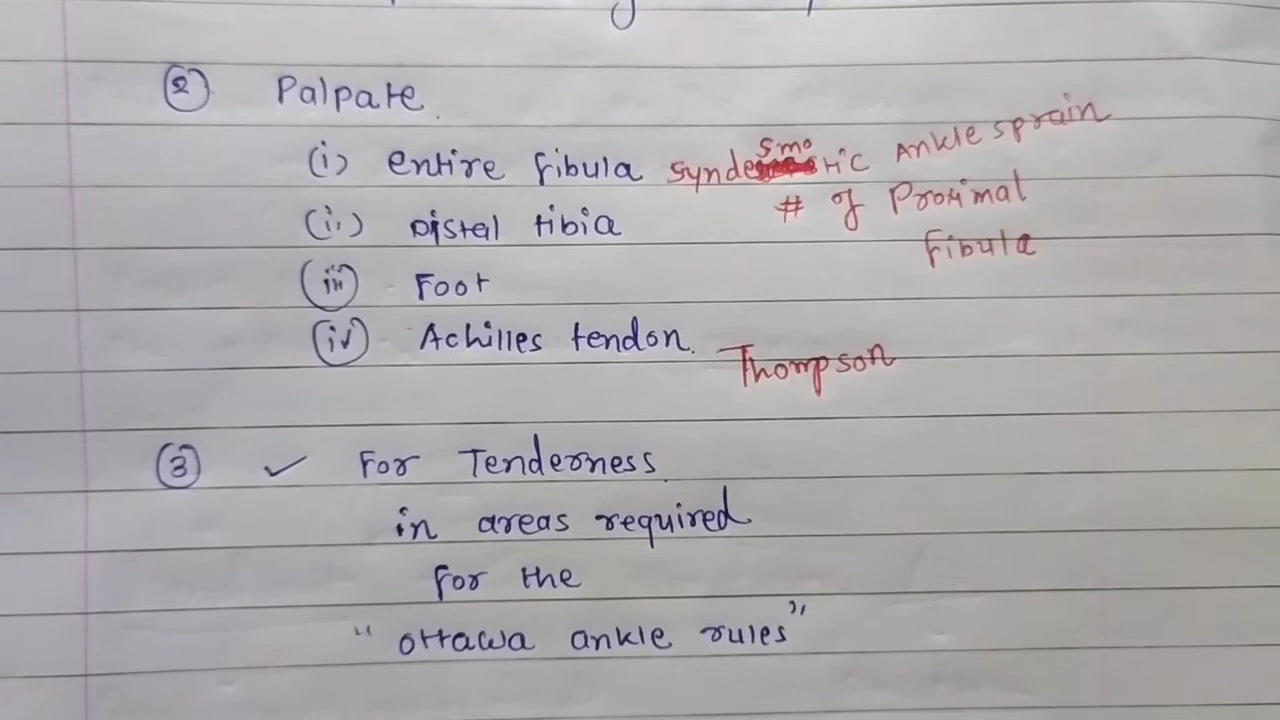 ② Palpate.
(i) entire fibula syndesmotic Ankle sprain
# of Proximal
fibula
(ii) Distal tibia
(iii) Foot
(iv) Achilles tendon. Thompson
③ ✓ For Tenderness
in areas required
for the
"ottawa ankle rules"